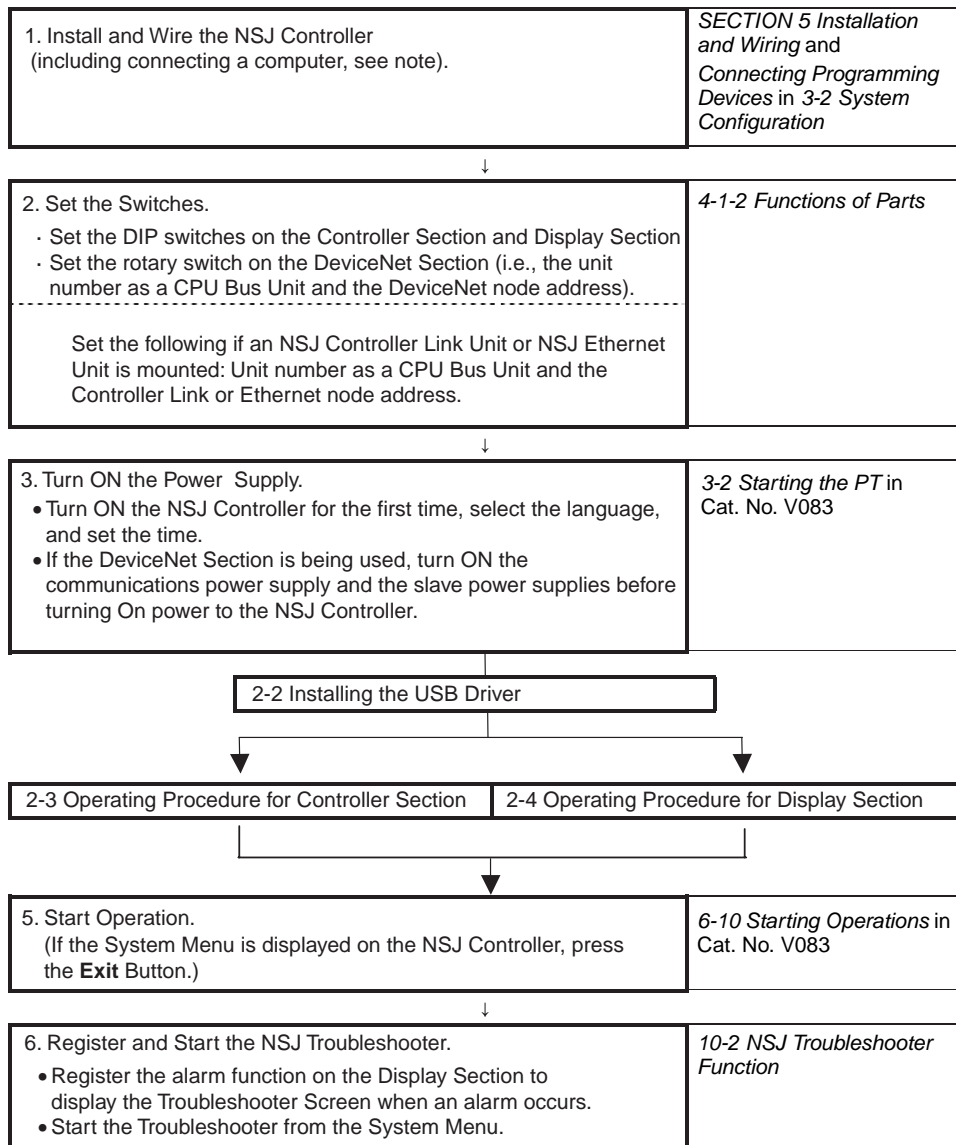 1. Install and Wire the NSJ Controller
(including connecting a computer, see note).
SECTION 5 Installation
and Wiring and
Connecting Programming
Devices in 3-2 System
Configuration
↓
2. Set the Switches.
· Set the DIP switches on the Controller Section and Display Section
· Set the rotary switch on the DeviceNet Section (i.e., the unit
number as a CPU Bus Unit and the DeviceNet node address).
Set the following if an NSJ Controller Link Unit or NSJ Ethernet
Unit is mounted: Unit number as a CPU Bus Unit and the
Controller Link or Ethernet node address.
4-1-2 Functions of Parts
↓
3. Turn ON the Power Supply.
• Turn ON the NSJ Controller for the first time, select the language,
and set the time.
• If the DeviceNet Section is being used, turn ON the
communications power supply and the slave power supplies before
turning On power to the NSJ Controller.
3-2 Starting the PT in
Cat. No. V083
2-2 Installing the USB Driver
2-3 Operating Procedure for Controller Section
2-4 Operating Procedure for Display Section
5. Start Operation.
(If the System Menu is displayed on the NSJ Controller, press
the Exit Button.)
6-10 Starting Operations in
Cat. No. V083
↓
6. Register and Start the NSJ Troubleshooter.
• Register the alarm function on the Display Section to
display the Troubleshooter Screen when an alarm occurs.
• Start the Troubleshooter from the System Menu.
10-2 NSJ Troubleshooter
Function